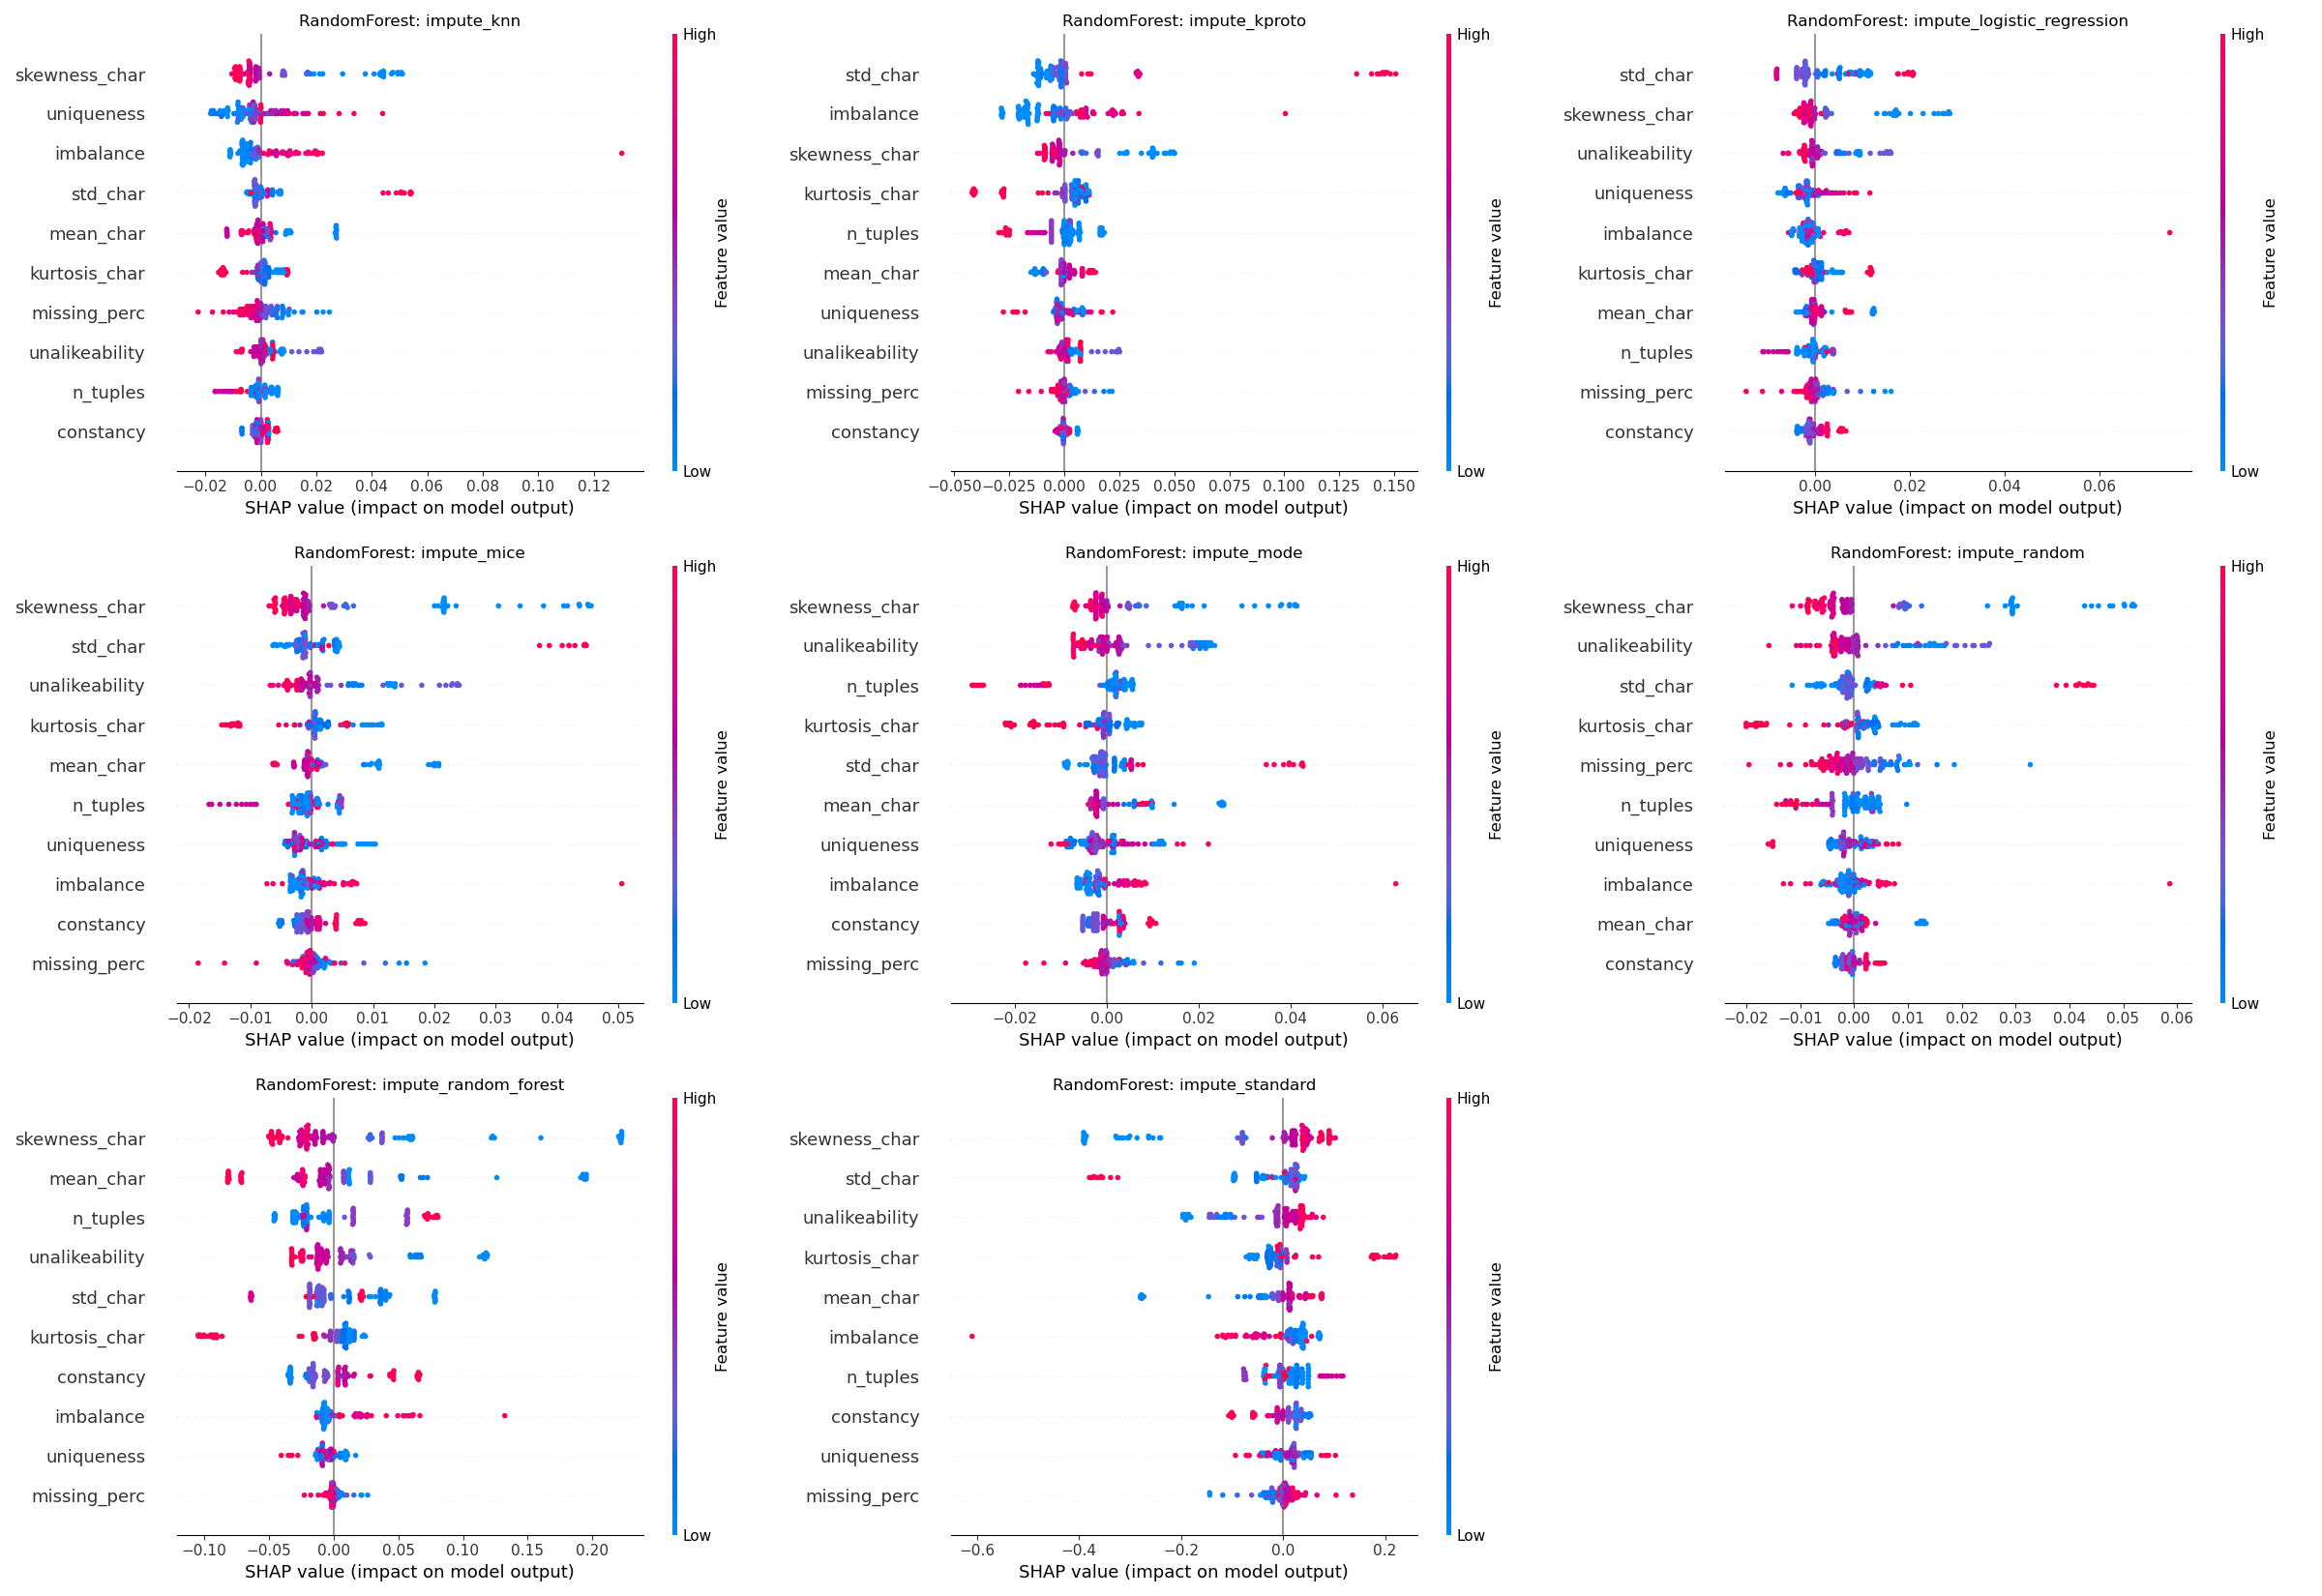 RandomForest: impute_knn
High
skewness_char
uniqueness
imbalance
std_char
mean_char
kurtosis_char
missing_perc
unalikeability
n_tuples
constancy
Feature value
Low
−0.02 0.00 0.02 0.04 0.06 0.08 0.10 0.12
SHAP value (impact on model output)
RandomForest: impute_kproto
High
std_char
imbalance
skewness_char
kurtosis_char
n_tuples
mean_char
uniqueness
unalikeability
missing_perc
constancy
Feature value
Low
−0.050 −0.025 0.000 0.025 0.050 0.075 0.100 0.125 0.150
SHAP value (impact on model output)
RandomForest: impute_logistic_regression
High
std_char
skewness_char
unalikeability
uniqueness
imbalance
kurtosis_char
mean_char
n_tuples
missing_perc
constancy
Feature value
Low
0.00 0.02 0.04 0.06
SHAP value (impact on model output)
RandomForest: impute_mice
High
skewness_char
std_char
unalikeability
kurtosis_char
mean_char
n_tuples
uniqueness
imbalance
constancy
missing_perc
Feature value
Low
−0.02 −0.01 0.00 0.01 0.02 0.03 0.04 0.05
SHAP value (impact on model output)
RandomForest: impute_mode
High
skewness_char
unalikeability
n_tuples
kurtosis_char
std_char
mean_char
uniqueness
imbalance
constancy
missing_perc
Feature value
Low
−0.02 0.00 0.02 0.04 0.06
SHAP value (impact on model output)
RandomForest: impute_random
High
skewness_char
unalikeability
std_char
kurtosis_char
missing_perc
n_tuples
uniqueness
imbalance
mean_char
constancy
Feature value
Low
−0.02 −0.01 0.00 0.01 0.02 0.03 0.04 0.05 0.06
SHAP value (impact on model output)
RandomForest: impute_random_forest
High
skewness_char
mean_char
n_tuples
unalikeability
std_char
kurtosis_char
constancy
imbalance
uniqueness
missing_perc
Feature value
Low
−0.10 −0.05 0.00 0.05 0.10 0.15 0.20
SHAP value (impact on model output)
RandomForest: impute_standard
High
skewness_char
std_char
unalikeability
kurtosis_char
mean_char
imbalance
n_tuples
constancy
uniqueness
missing_perc
Feature value
Low
−0.6 −0.4 −0.2 0.0 0.2
SHAP value (impact on model output)